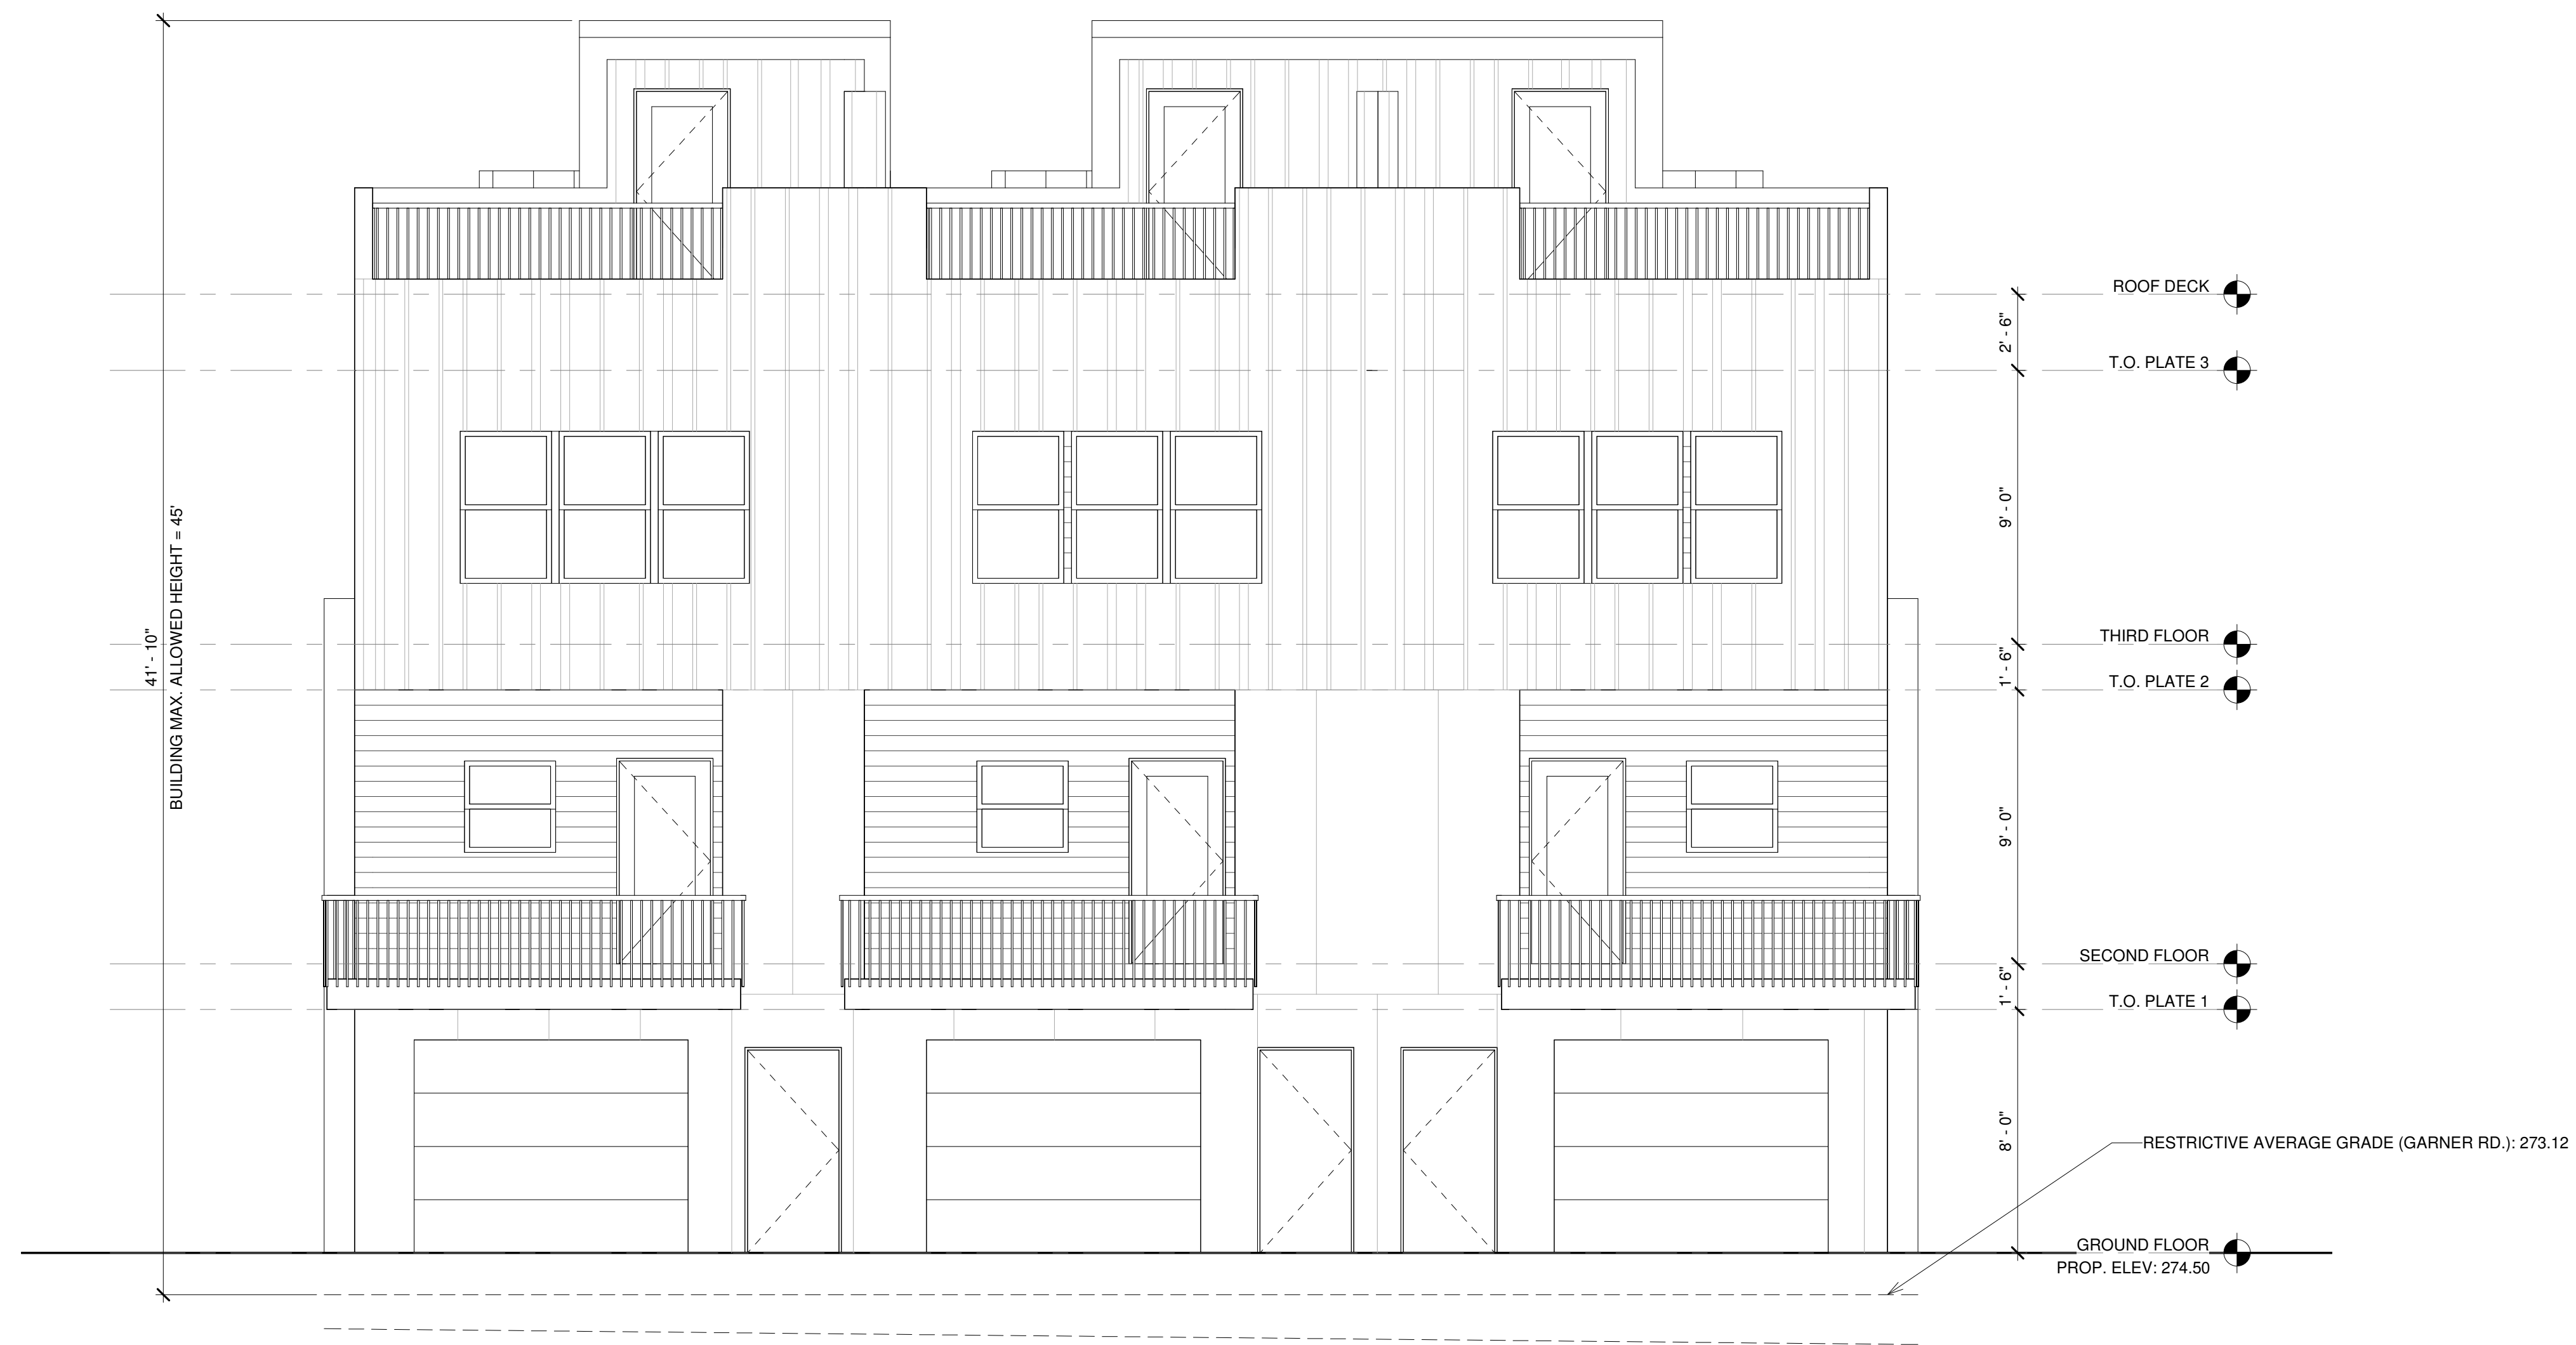 ROOF DECK
2' - 6"
T.O. PLATE 3
9' - 0"
BUILDING MAX. ALLOWED HEIGHT = 45'
41' - 10"
THIRD FLOOR
1' - 6"
T.O. PLATE 2
9' - 0"
SECOND FLOOR
1' - 6"
T.O. PLATE 1
8' - 0"
RESTRICTIVE AVERAGE GRADE (GARNER RD.): 273.12
GROUND FLOOR
PROP. ELEV: 274.50